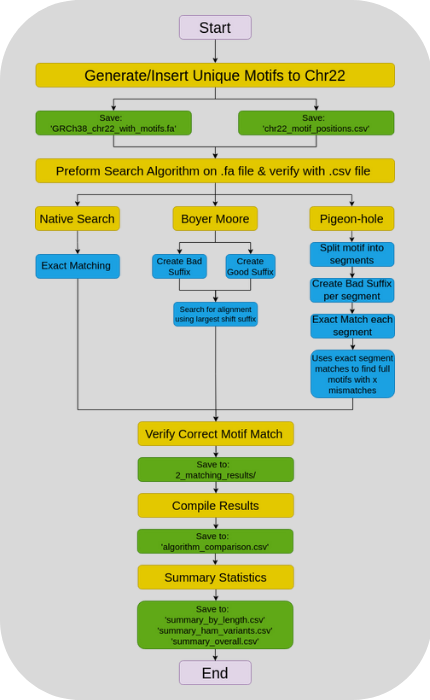 Start
Generate/Insert Unique Motifs to Chr22
Save:
'GRCh38_chr22_with_motifs.fa'
Save:
'chr22_motif_positions.csv'
Preform Search Algorithm on .fa file & verify with .csv file
Native Search
Boyer Moore
Pigeon-hole
Exact Matching
Create Bad
Suffix
Create
Good Suffix
Search for alignment
using largest shift suffix
Split motif into
segments
Create Bad Suffix
per segment
Exact Match each
segment
Uses exact segment
matches to find full
motifs with x
mismatches
Verify Correct Motif Match
Save to:
2_matching_results/
Compile Results
Save to:
'algorithm_comparison.csv'
Summary Statistics
Save to:
'summary_by_length.csv'
'summary_ham_variants.csv'
'summary_overall.csv'
End